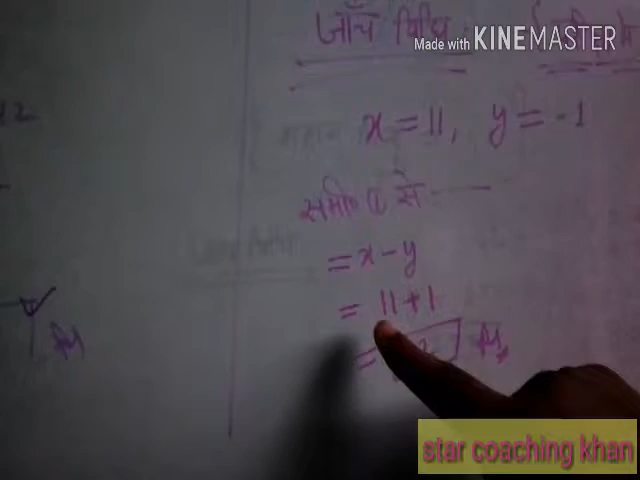 जाँच विधि
Made with KINEMASTER
x = 11, y = -1
समी० से
= x - y
= 11 + 1
=
star coaching khan